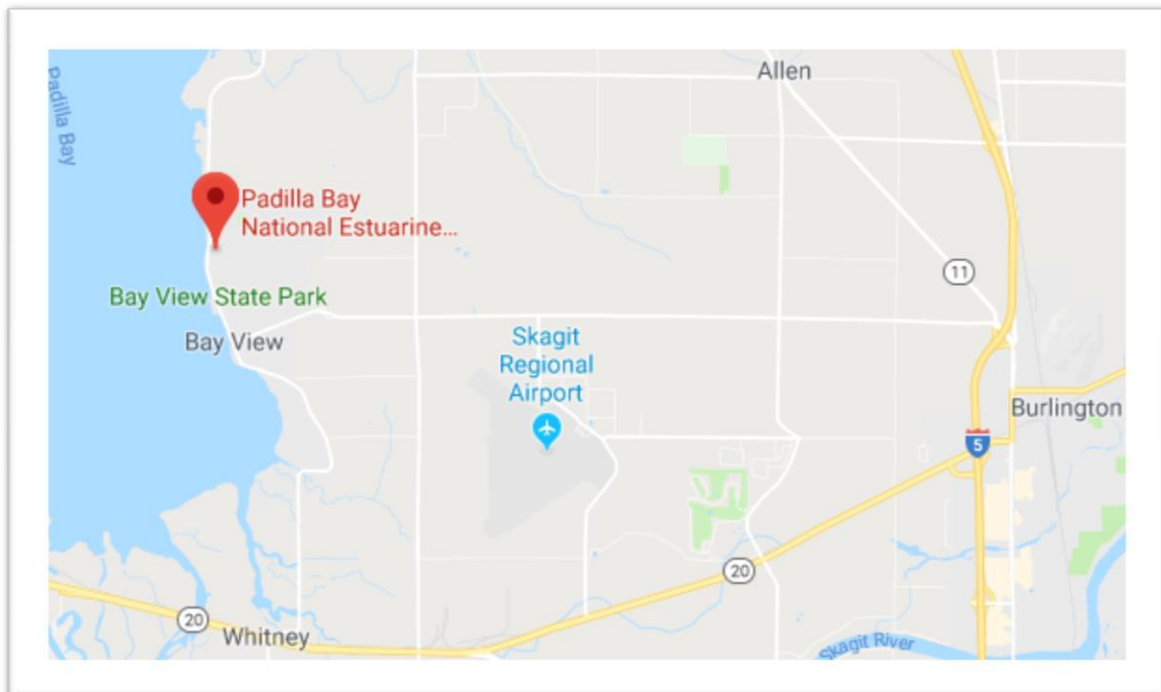 Padilla Bay
Allen
Padilla Bay
National Estuarine...
11
Bay View State Park
Bay View
Skagit
Regional
Airport
Burlington
5
20
20
Whitney
Skagit River